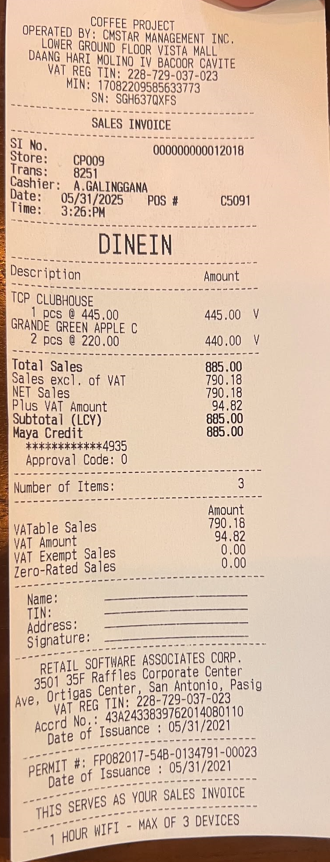 COFFEE PROJECT
OPERATED BY: CMSTAR MANAGEMENT INC.
LOWER GROUND FLOOR VISTA MALL
DAANG HARI MOLINO IV BACOOR CAVITE
VAT REG TIN: 228-729-037-023
MIN: 17082209585633773
SN: SGH637QXFS
SALES INVOICE
SI No. 000000000012018
Store: CP009
Trans: 8251
Cashier: A.GALINGGANA
Date: 05/31/2025 POS # C5091
Time: 3:26:PM
DINEIN
Description Amount
TCP CLUBHOUSE
1 pcs @ 445.00 445.00 V
GRANDE GREEN APPLE C
2 pcs @ 220.00 440.00 V
Total Sales 885.00
Sales excl. of VAT 790.18
NET Sales 790.18
Plus VAT Amount 94.82
Subtotal (LCY) 885.00
Maya Credit 885.00
************4935
Approval Code: 0
Number of Items: 3
Amount
VATable Sales 790.18
VAT Amount 94.82
VAT Exempt Sales 0.00
Zero-Rated Sales 0.00
Name:
TIN:
Address:
Signature:
RETAIL SOFTWARE ASSOCIATES CORP.
3501 35F Raffles Corporate Center
Ave, Ortigas Center, San Antonio, Pasig
VAT REG TIN: 228-729-037-023
Accrd No.: 43A2433839762014080110
Date of Issuance : 05/31/2021
PERMIT #: FP082017-54B-0134791-00023
Date of Issuance : 05/31/2021
THIS SERVES AS YOUR SALES INVOICE
1 HOUR WIFI - MAX OF 3 DEVICES